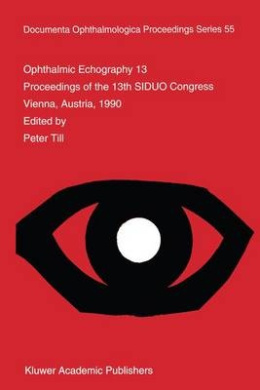 Documenta Ophthalmologica Proceedings Series 55
Ophthalmic Echography 13
Proceedings of the 13th SIDUO Congress
Vienna, Austria, 1990
Edited by
Peter Till
Kluwer Academic Publishers